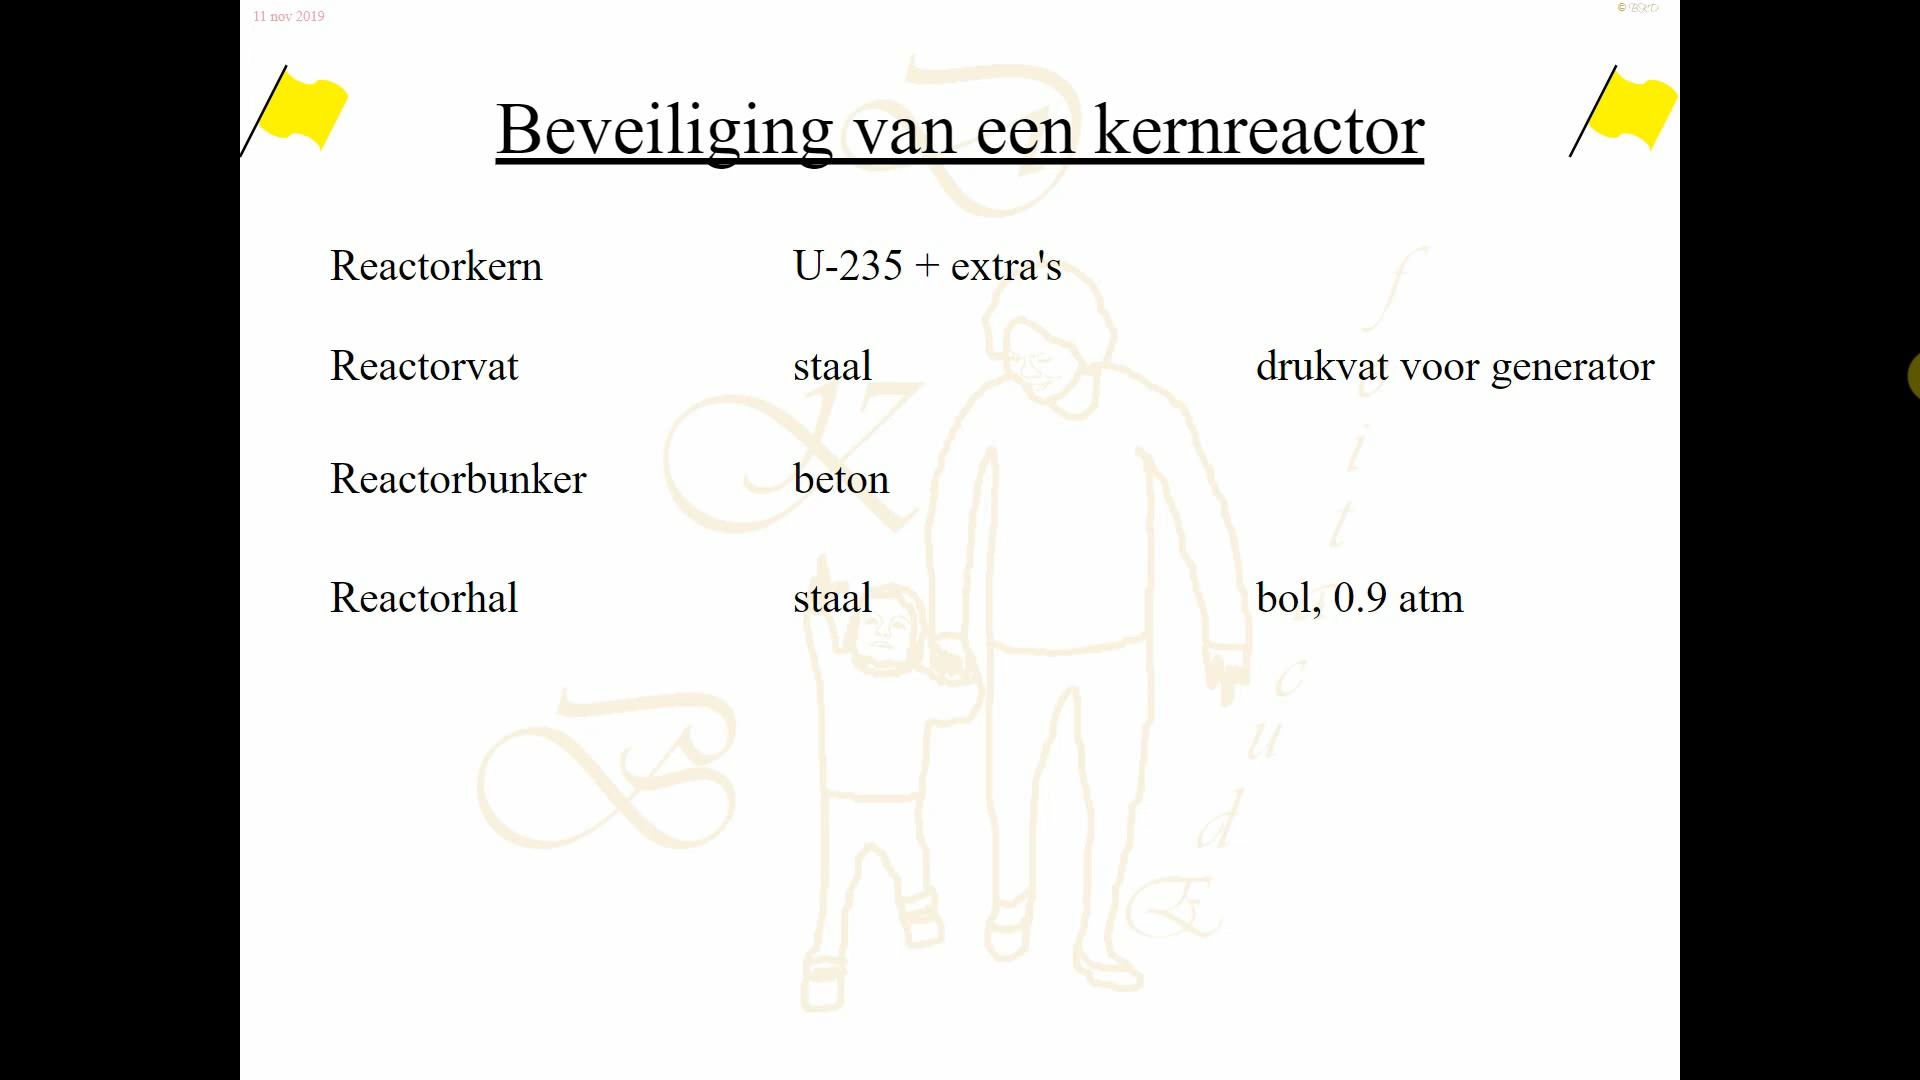 11 nov 2019
© BKD
Beveiliging van een kernreactor
Reactorkern U-235 + extra's
Reactorvat staal drukvat voor generator
Reactorbunker beton
Reactorhal staal bol, 0.9 atm